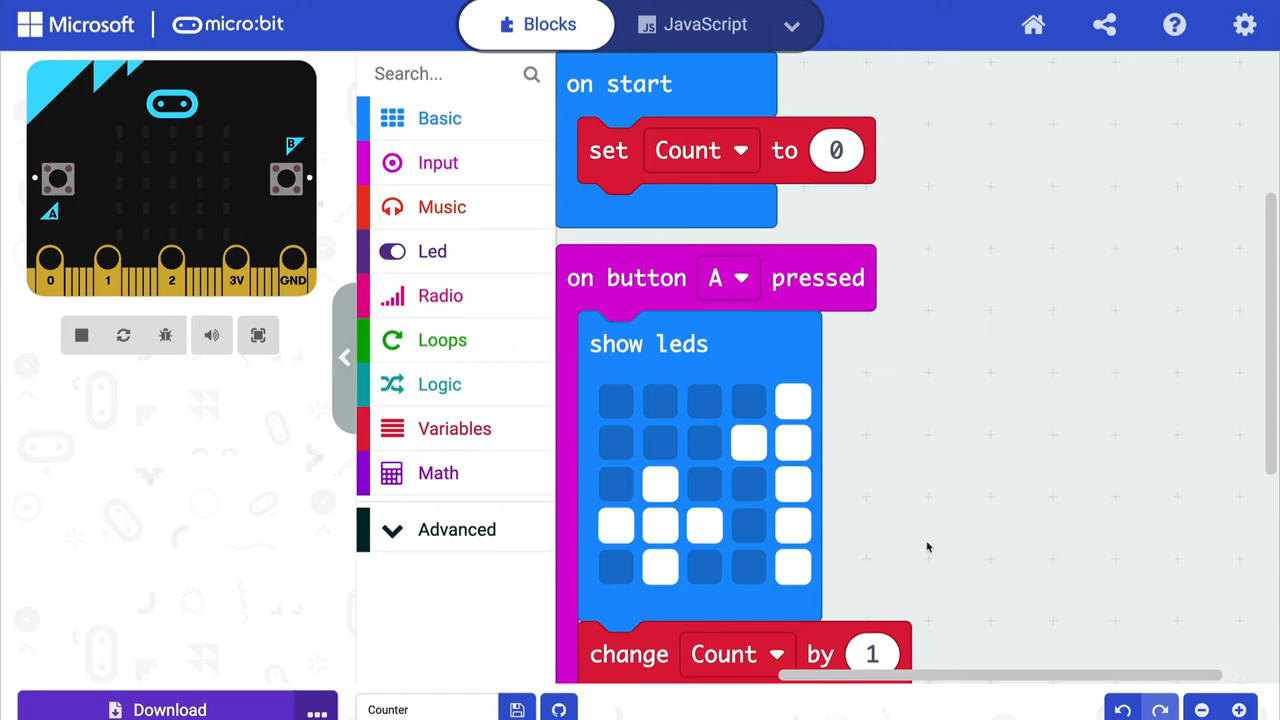 Microsoft micro:bit Blocks JavaScript
Search...
Basic
Input
Music
Led
Radio
Loops
Logic
Variables
Math
Advanced
A
B
0 1 2 3V GND
on start
set Count to 0
on button A pressed
show leds
change Count by 1
Download ...
Counter